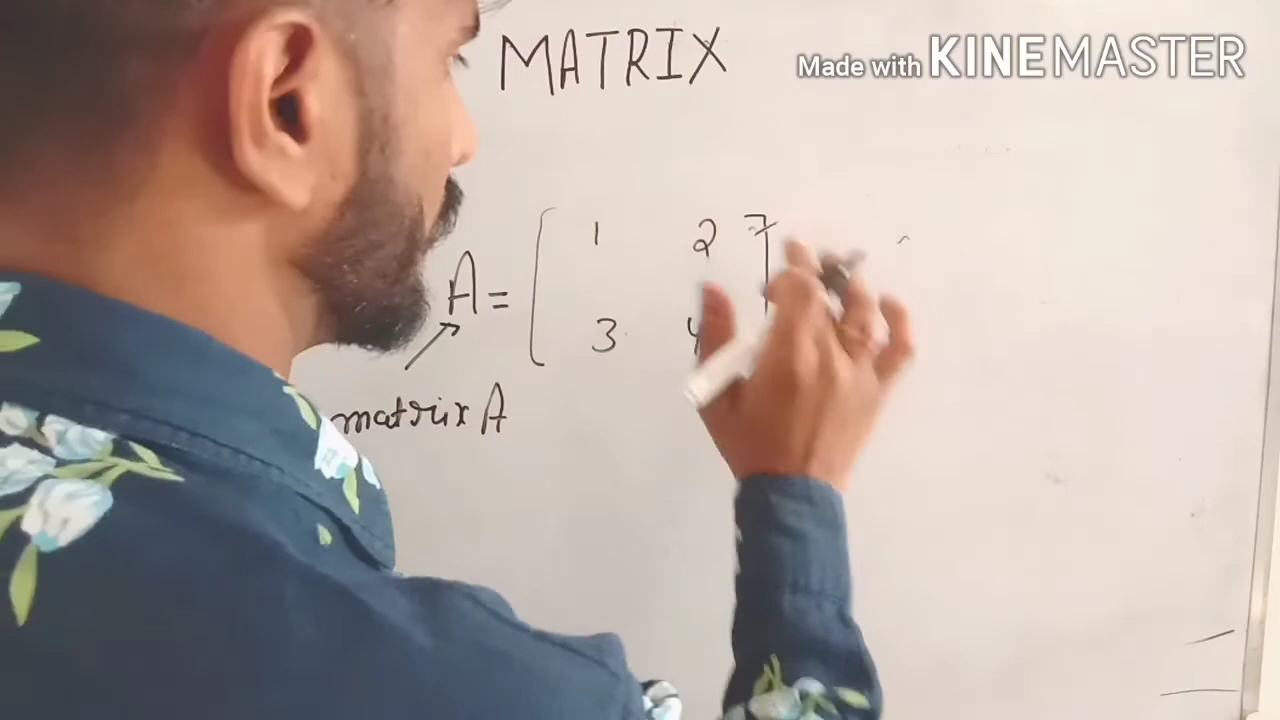 MATRIX
Made with KINEMASTER
1 2
A =
3 4
matrix A